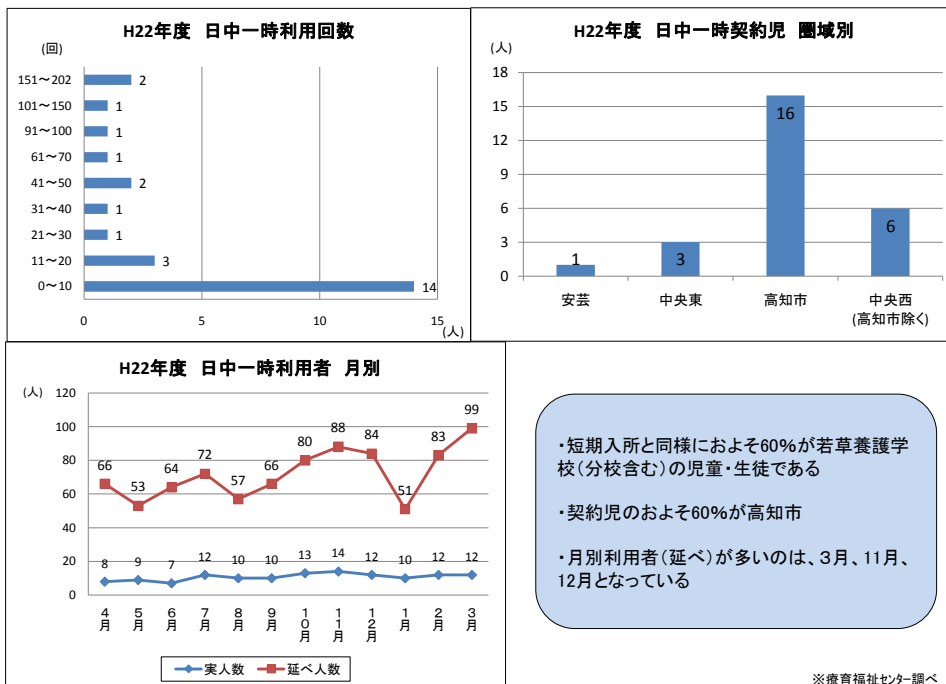 H22年度 日中一時利用回数
(回)
151～202 2
101～150 1
91～100 1
61～70 1
41～50 2
31～40 1
21～30 1
11～20 3
0～10 14
0 5 10 15
(人)
H22年度 日中一時契約児 圏域別
(人)
18
15
12
9
6
3
0
1 3 16 6
安芸 中央東 高知市 中央西
(高知市除く)
H22年度 日中一時利用者 月別
(人)
120
100
80
60
40
20
0
66 53 64 72 57 66 80 88 84 51 83 99
8 9 7 12 10 10 13 14 12 10 12 12
4月 5月 6月 7月 8月 9月 10月 11月 12月 1月 2月 3月
実人数 延べ人数
・短期入所と同様におよそ60%が若草養護学
校(分校含む)の児童・生徒である
・契約児のおよそ60%が高知市
・月別利用者(延べ)が多いのは、3月、11月、
12月となっている
※療育福祉センター調べ